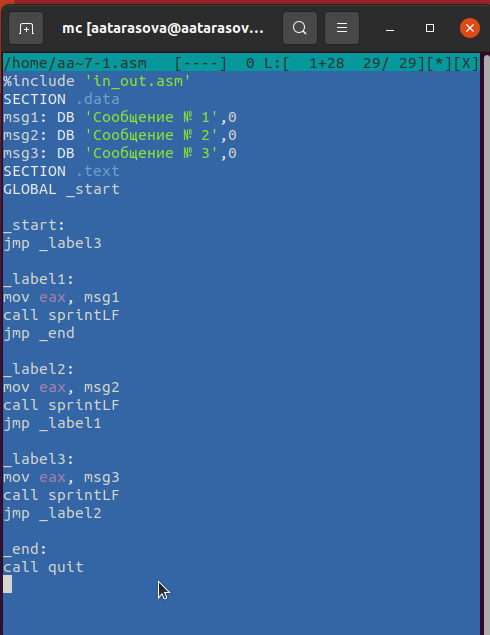 mc [aatarasova@aatarasov...
/home/aa~7-1.asm [----] 0 L:[ 1+28 29/ 29][*][X]
%include 'in_out.asm'
SECTION .data
msg1: DB 'Сообщение № 1',0
msg2: DB 'Сообщение № 2',0
msg3: DB 'Сообщение № 3',0
SECTION .text
GLOBAL _start
_start:
jmp _label3
_label1:
mov eax, msg1
call sprintLF
jmp _end
_label2:
mov eax, msg2
call sprintLF
jmp _label1
_label3:
mov eax, msg3
call sprintLF
jmp _label2
_end:
call quit